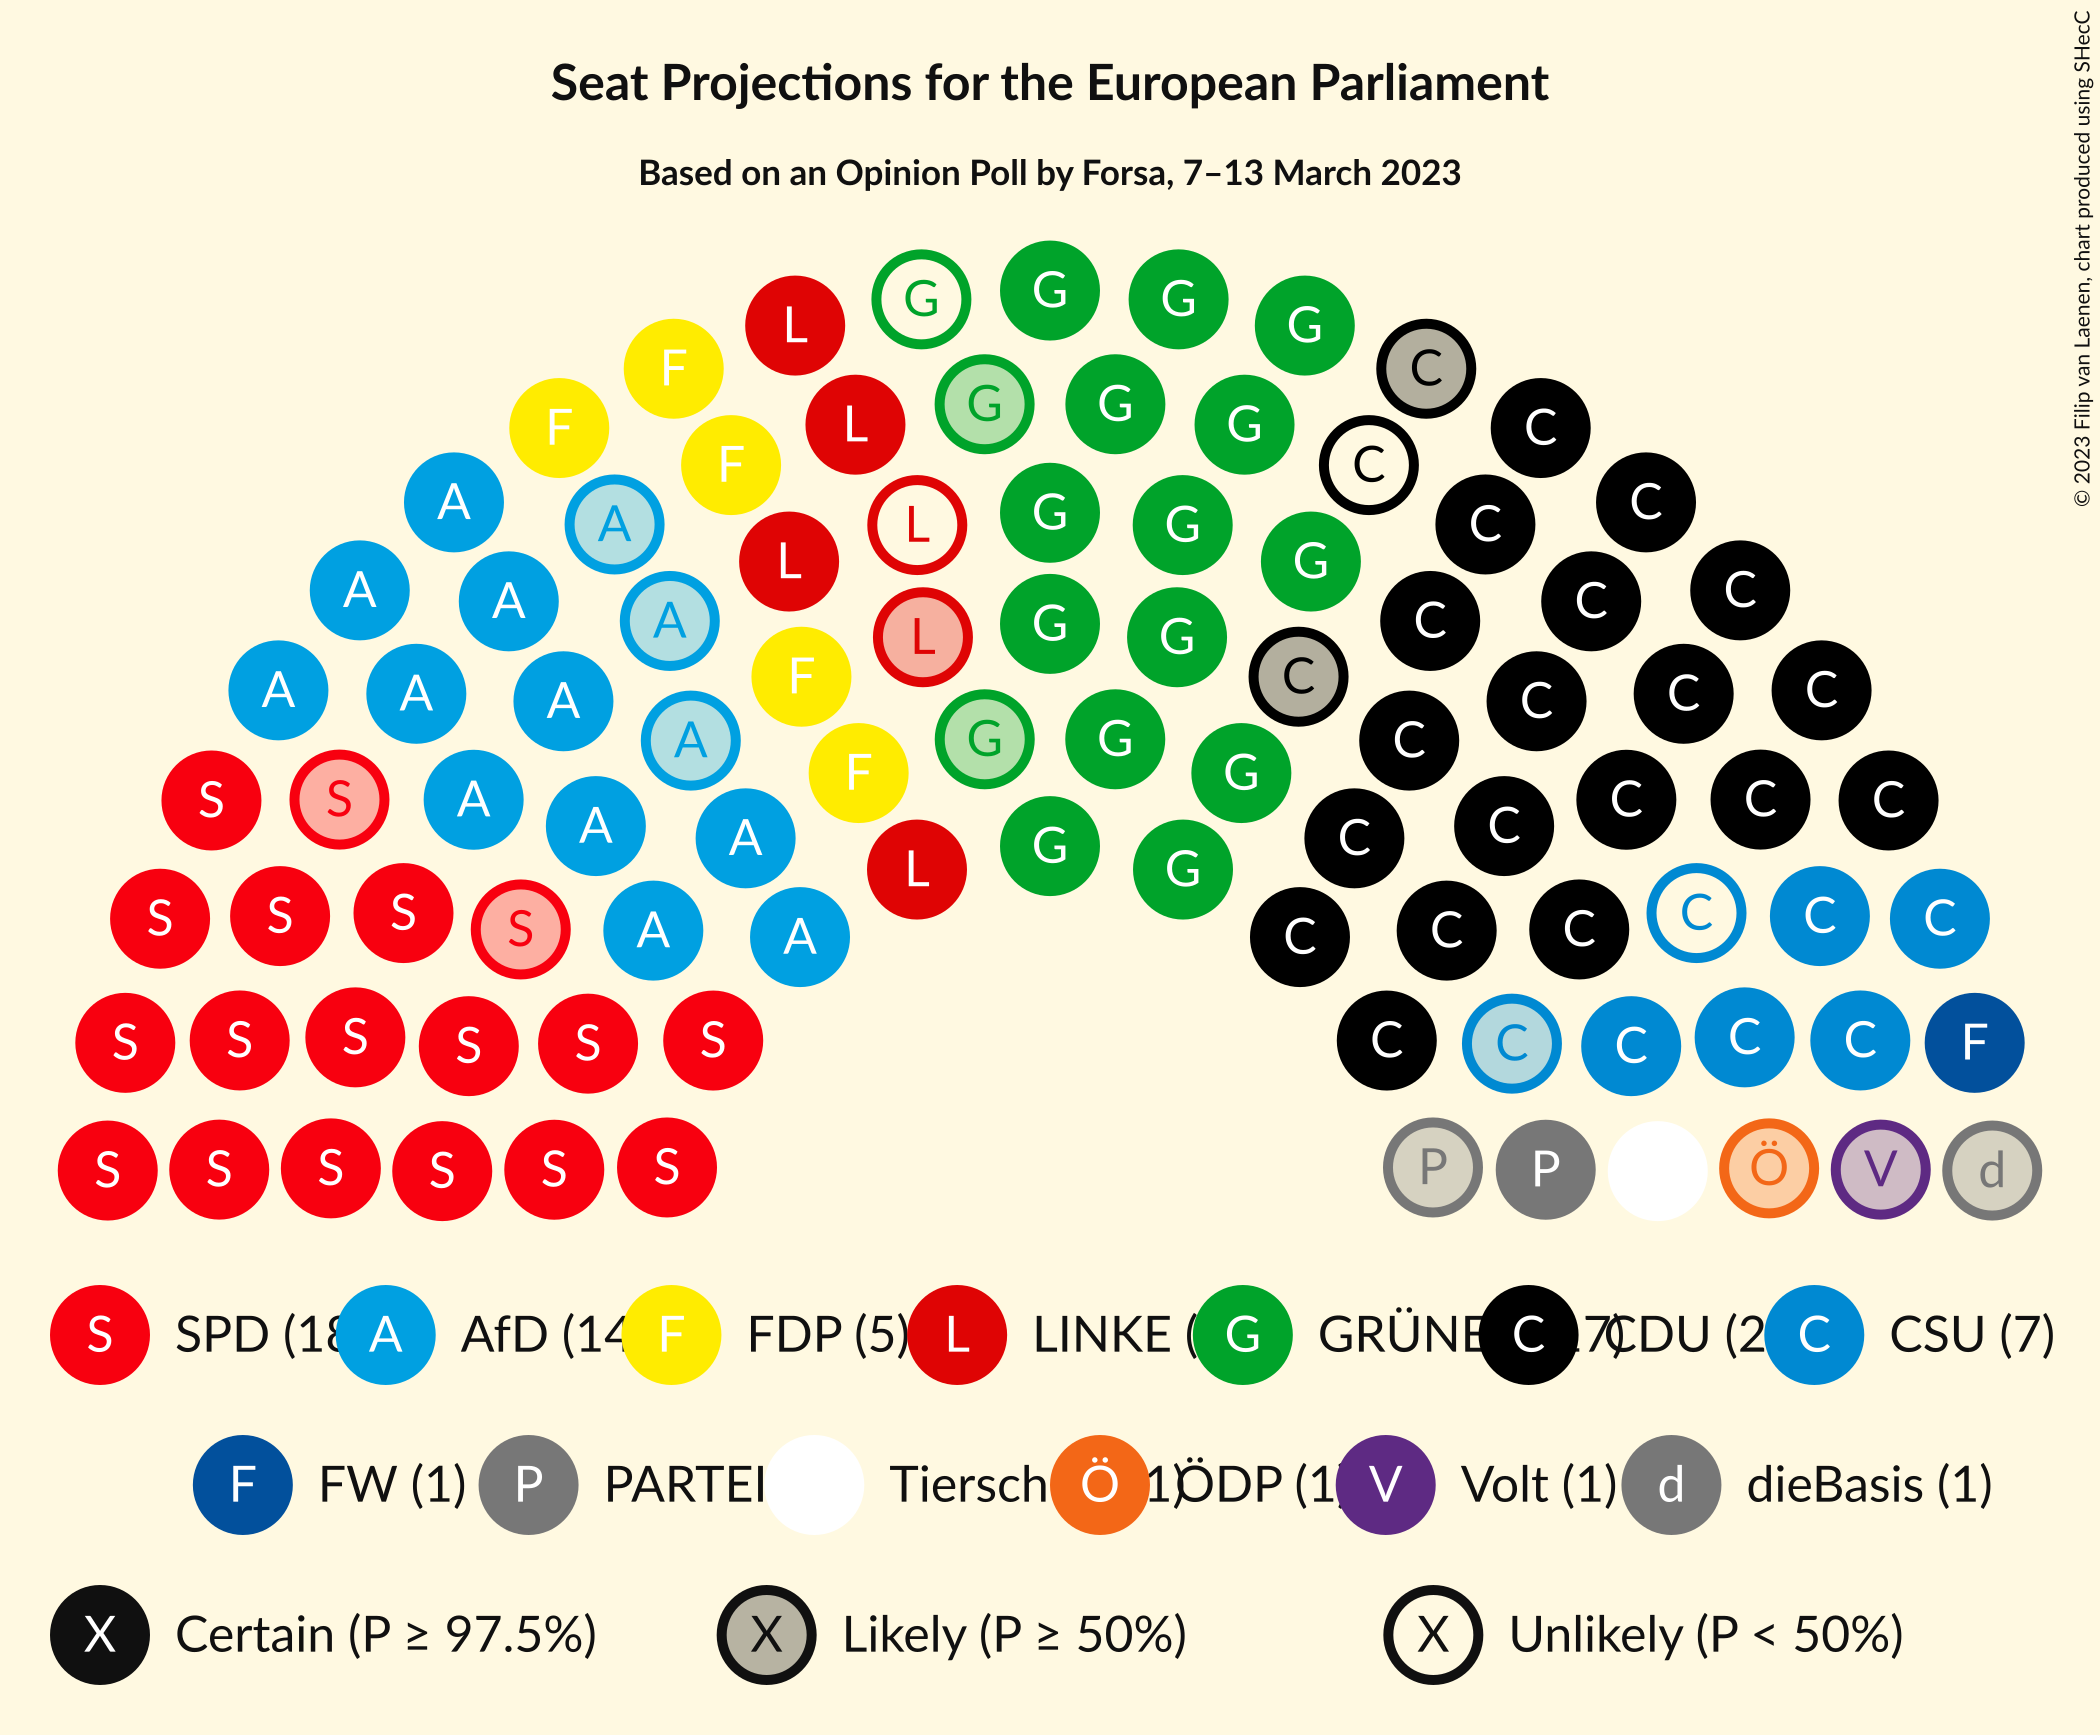 Seat Projections for the European Parliament
Based on an Opinion Poll by Forsa, 7–13 March 2023
© 2023 Filip van Laenen, chart produced using SHecC
L G G G G
F C
F L G G G C
F C
A A L G G C C
A A L G C C
A L G G C
A A A F C C C C
A G G C
S S A F G C C C
A A G C C
L G
S S S S A A C C C C C C
S S S S S S C C C C C F
S S S S S S P P Ö V d
S SPD (18 A AfD (14 F FDP (5) L LINKE ( G GRÜNE C 7) CDU (2 C CSU (7)
F FW (1) P PARTEI Tiersch Ö 1) ÖDP (1) V Volt (1) d dieBasis (1)
X Certain (P ≥ 97.5%) X Likely (P ≥ 50%) X Unlikely (P < 50%)